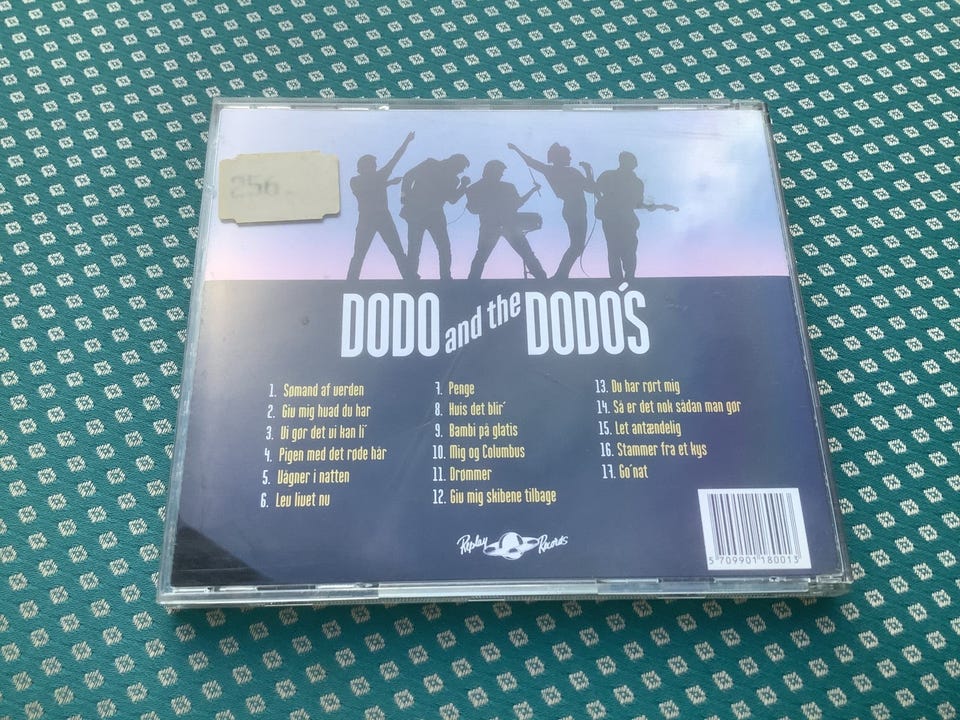 256
DODO and the DODO'S
1. Sømand af verden
2. Giv mig hvad du har
3. Vi gør det vi kan li'
4. Pigen med det røde hår
5. Vågner i natten
6. Lev livet nu
7. Penge
8. Hvis det blir'
9. Bambi på glatis
10. Mig og Columbus
11. Drømmer
12. Giv mig skibene tilbage
13. Du har rørt mig
14. Så er det nok sådan man gør
15. Let antændelig
16. Stammer fra et kys
17. Go'nat
Replay Records
5 709901 180013